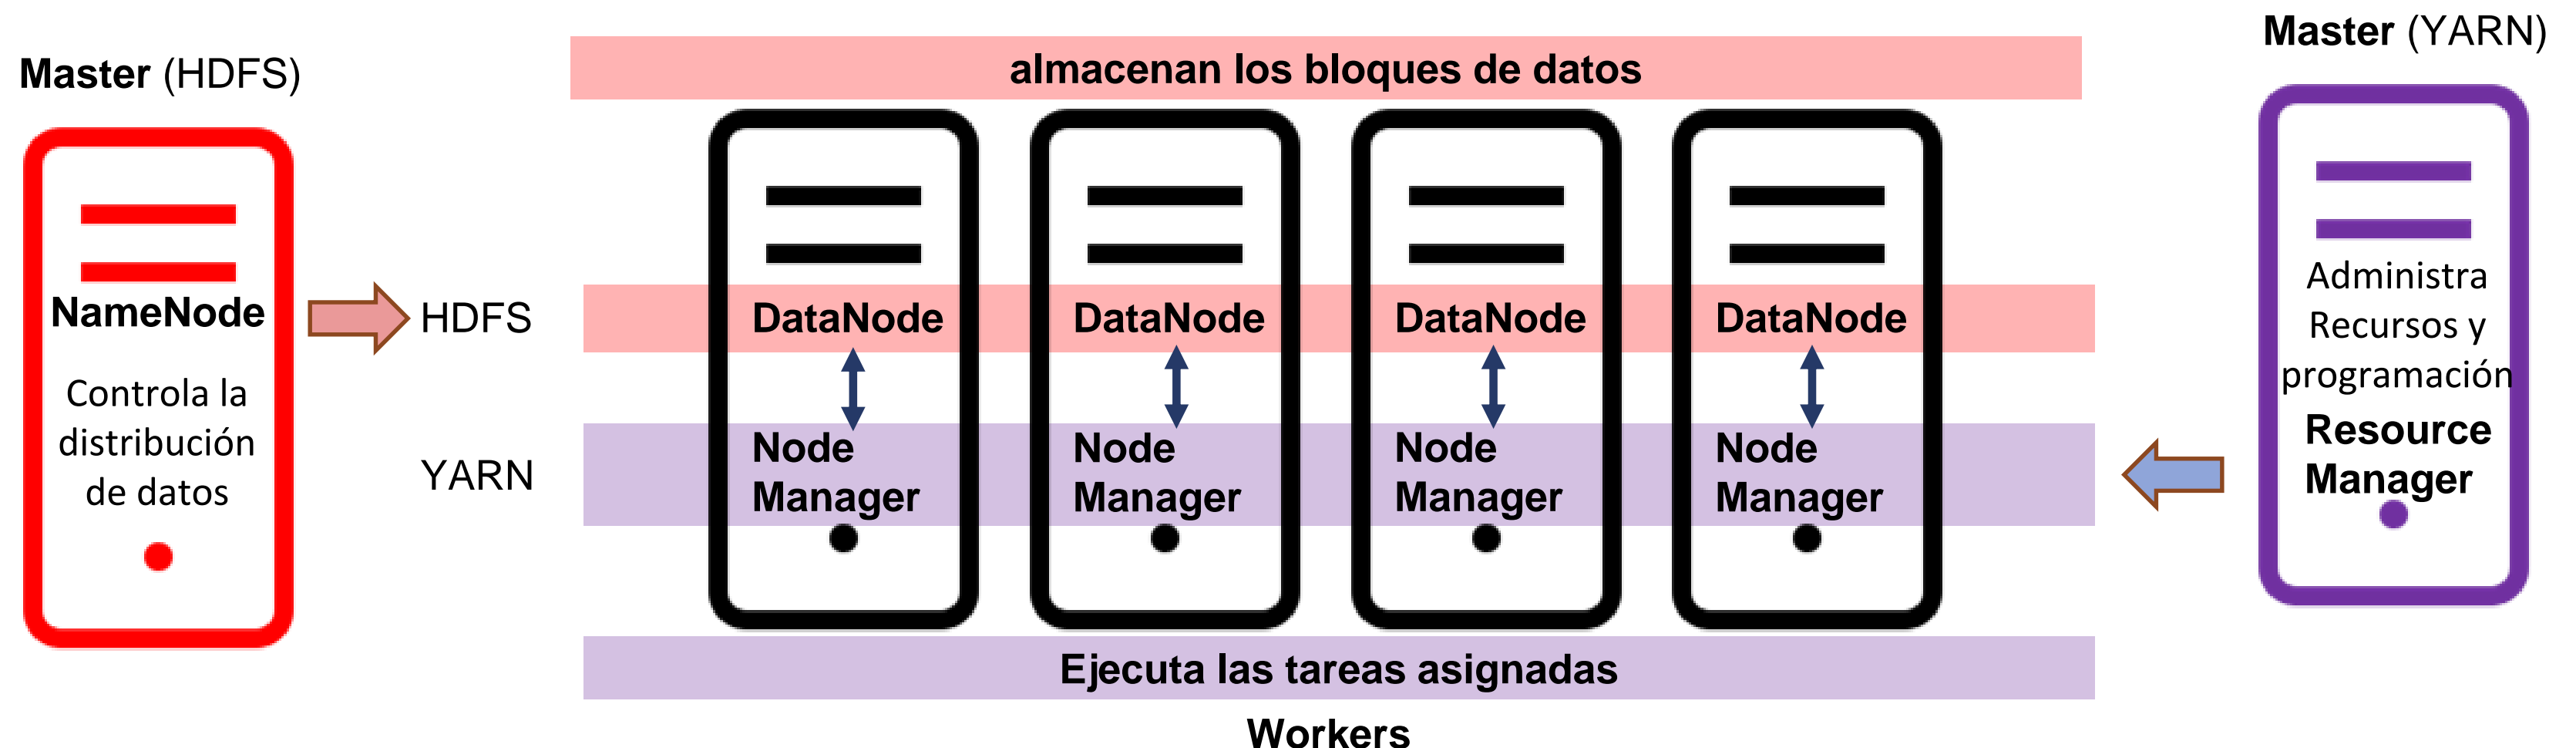 Master (HDFS)
NameNode
Controla la
distribución
de datos
almacenan los bloques de datos
HDFS
DataNode DataNode DataNode DataNode
YARN
Node Node Node Node
Manager Manager Manager Manager
Ejecuta las tareas asignadas
Workers
Master (YARN)
Administra
Recursos y
programación
Resource
Manager